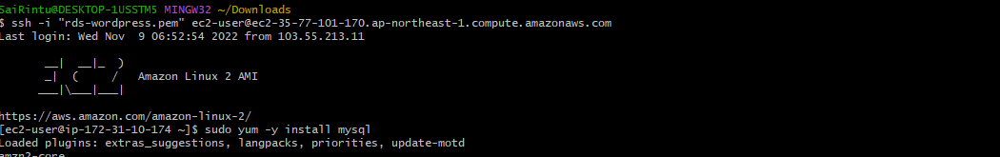 SaiRintu@DESKTOP-1USSTM5 MINGW32 ~/Downloads
$ ssh -i "rds-wordpress.pem" ec2-user@ec2-35-77-101-170.ap-northeast-1.compute.amazonaws.com
Last login: Wed Nov  9 06:52:54 2022 from 103.55.213.11

       __|  __|_  )
       _|  (     /   Amazon Linux 2 AMI
      ___|\___|___|

https://aws.amazon.com/amazon-linux-2/
[ec2-user@ip-172-31-10-174 ~]$ sudo yum -y install mysql
Loaded plugins: extras_suggestions, langpacks, priorities, update-motd
amzn2-core